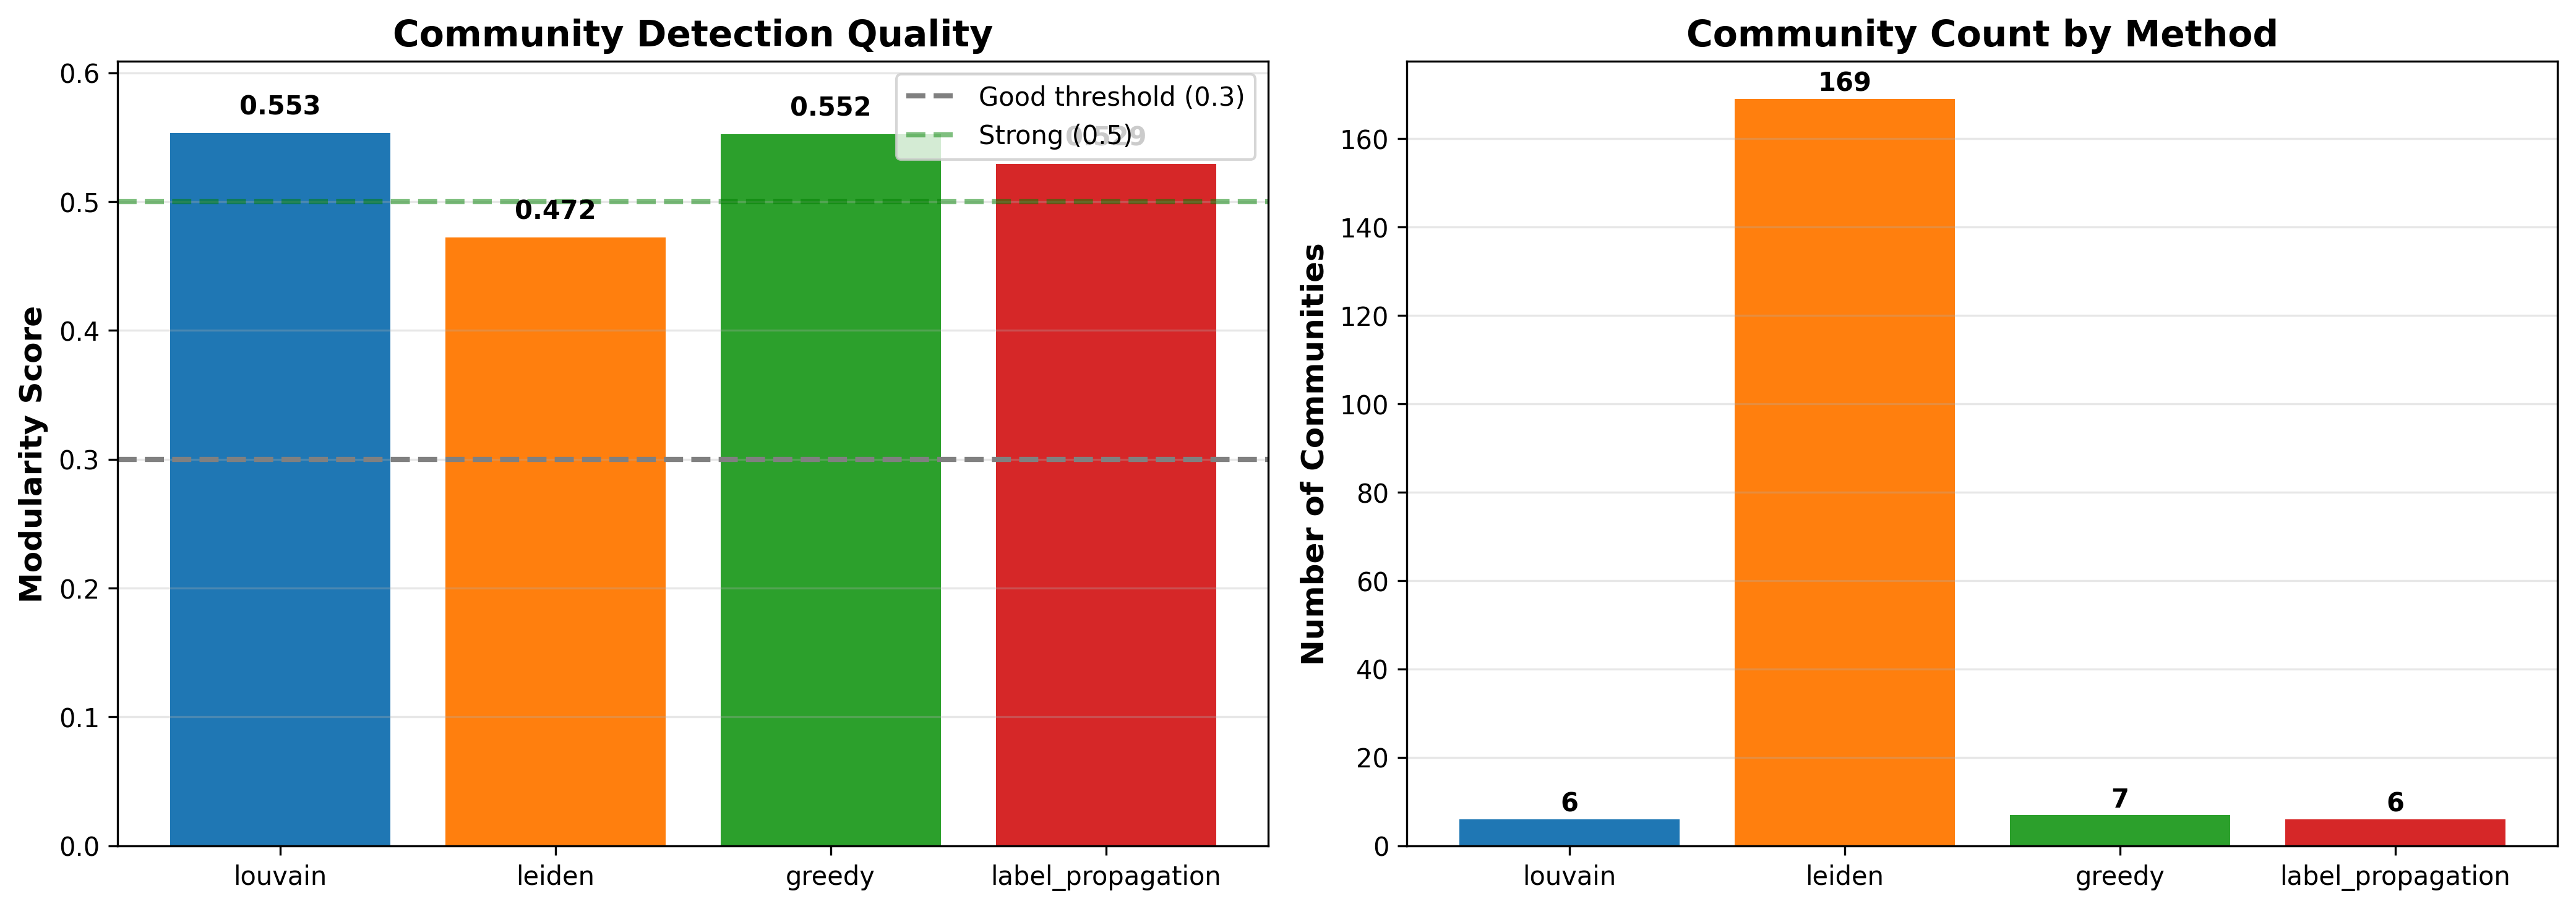 Community Detection Quality
Modularity Score
0.6
0.5
0.4
0.3
0.2
0.1
0.0
0.553
0.472
0.552
0.529
Good threshold (0.3)
Strong (0.5)
louvain
leiden
greedy
label_propagation
Community Count by Method
Number of Communities
160
140
120
100
80
60
40
20
0
6
169
7
6
louvain
leiden
greedy
label_propagation